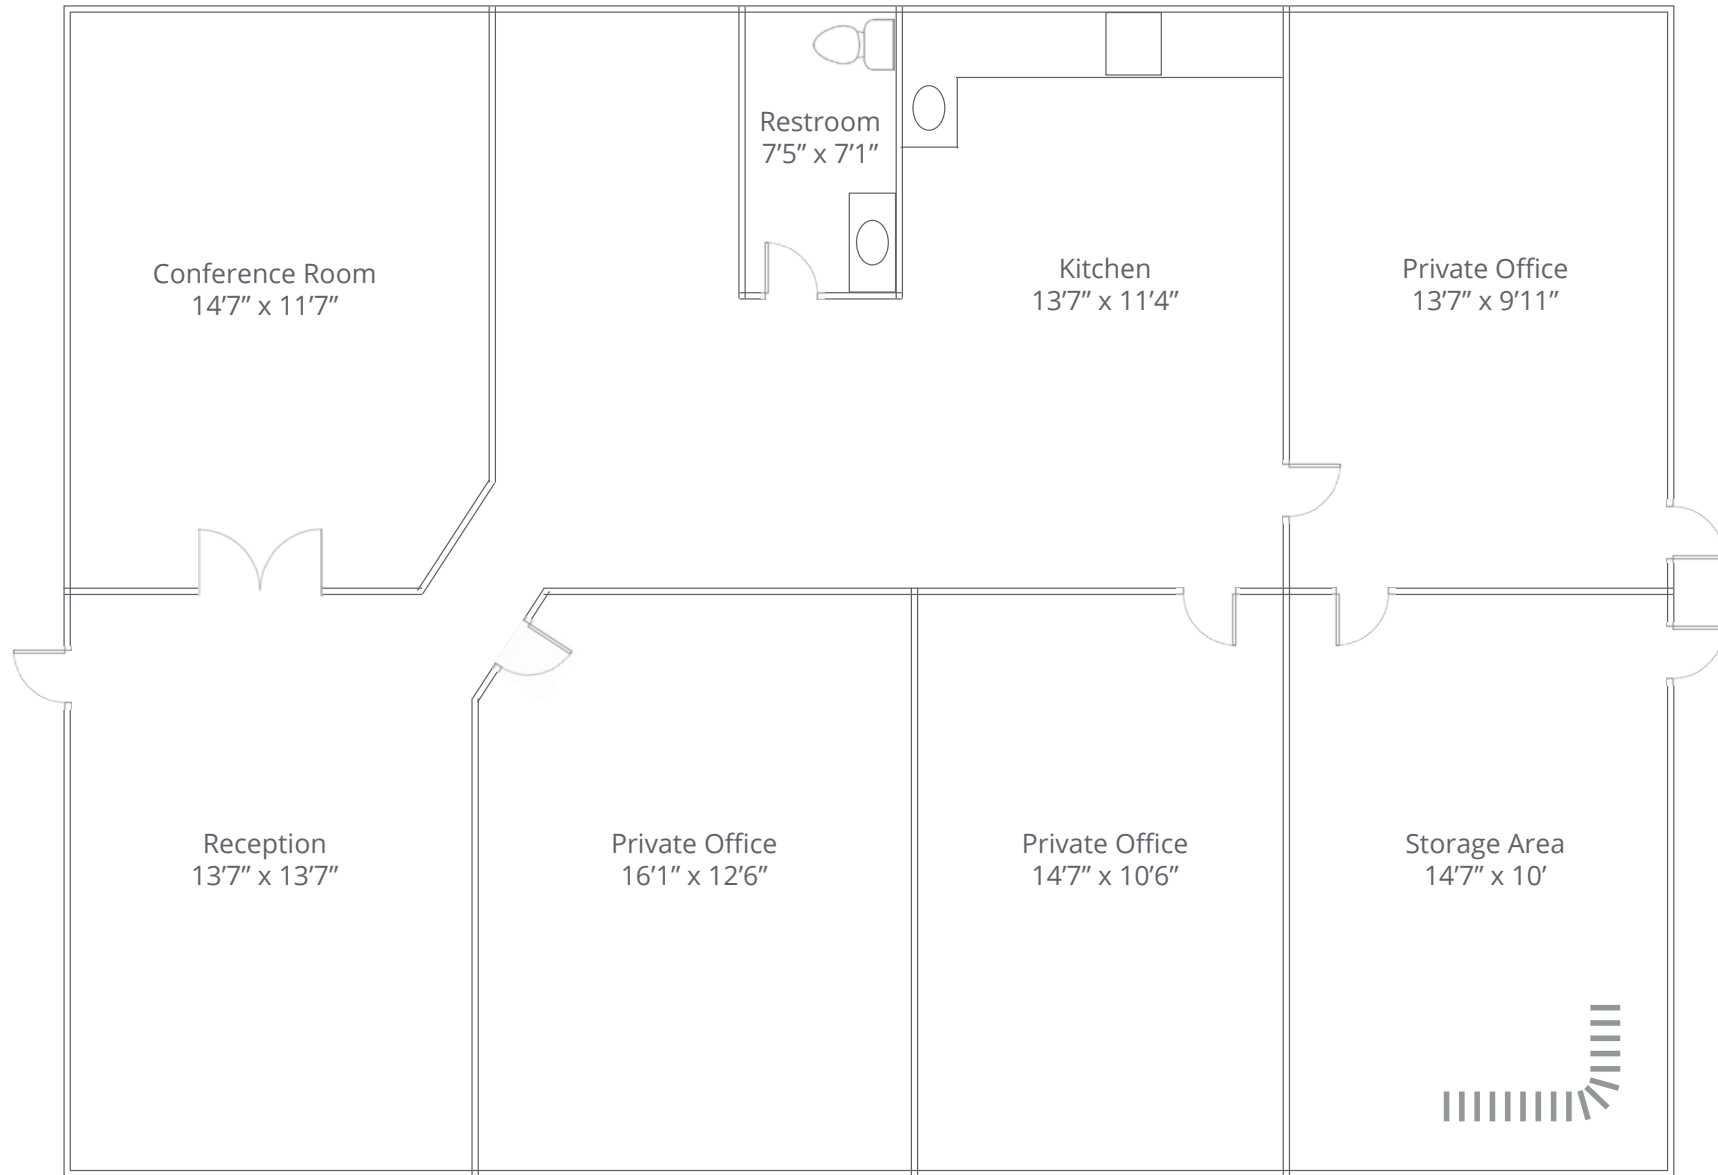 Restroom
7’5” x 7’1”
Conference Room
14’7” x 11’7”
Kitchen
13’7” x 11’4”
Private Office
13’7” x 9’11”
Reception
13’7” x 13’7”
Private Office
16’1” x 12’6”
Private Office
14’7” x 10’6”
Storage Area
14’7” x 10’